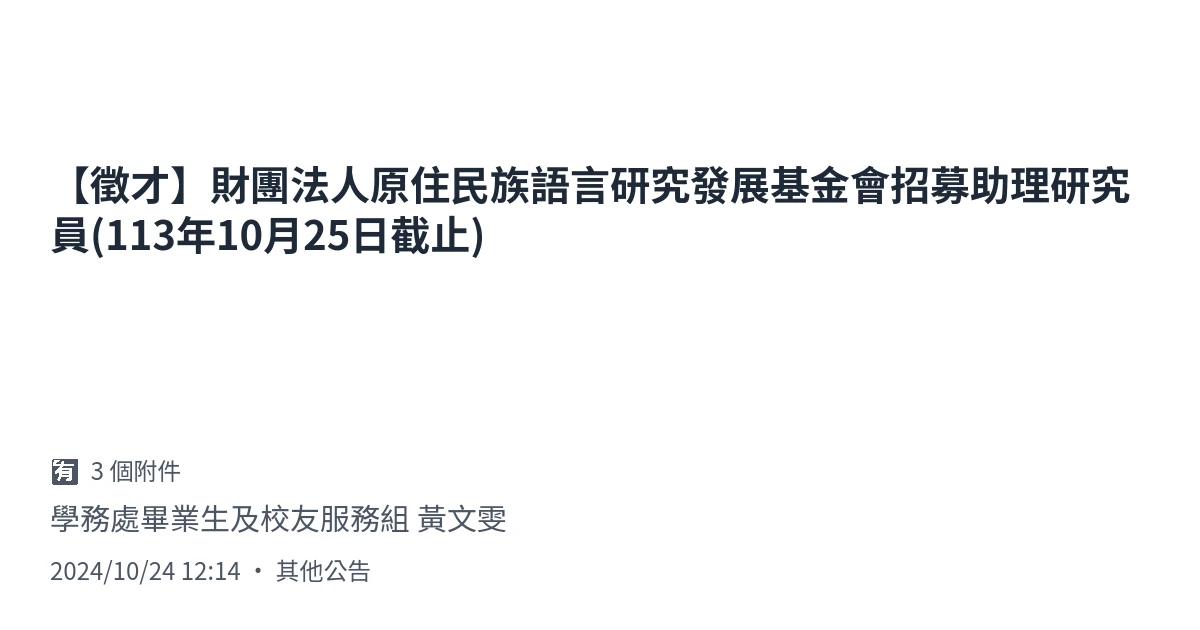 【徵才】財團法人原住民族語言研究發展基金會招募助理研究
員(113年10月25日截止)
有 3 個附件
學務處畢業生及校友服務組 黃文雯
2024/10/24 12:14 • 其他公告